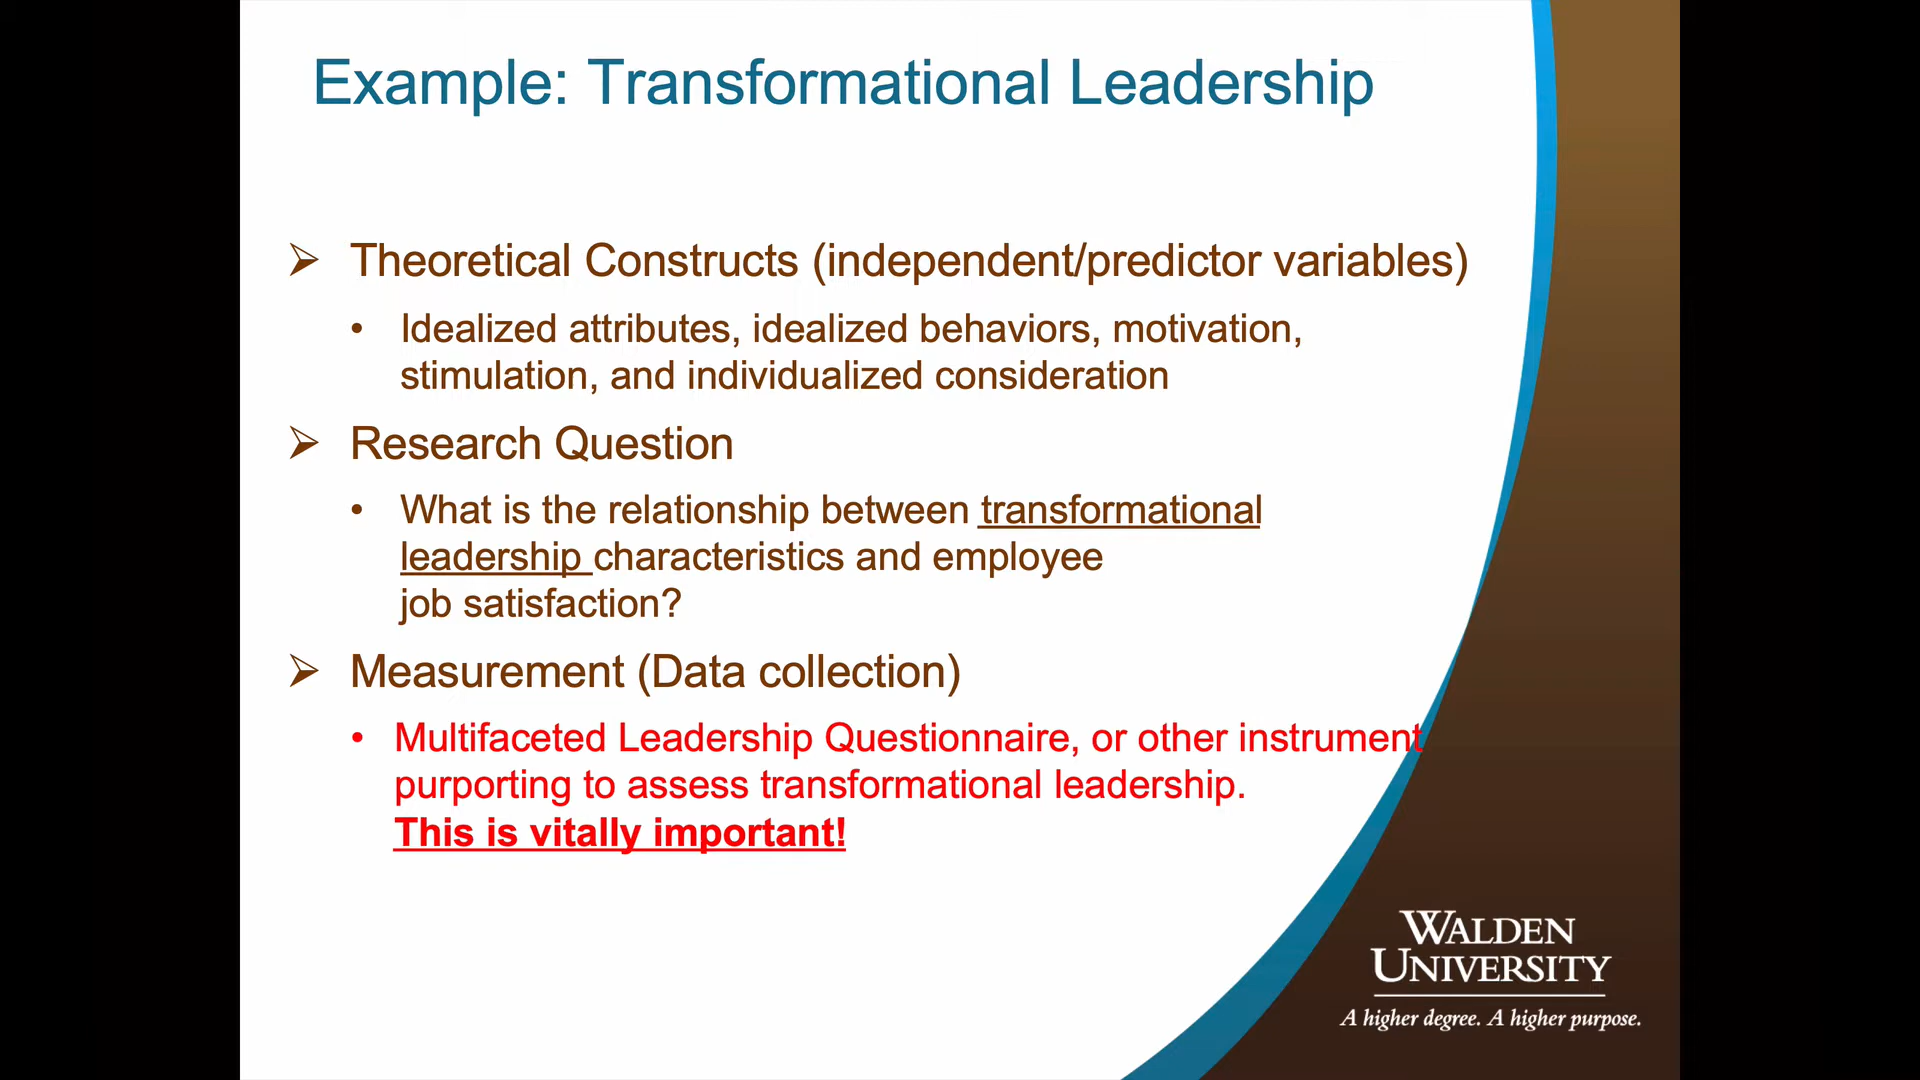 Example: Transformational Leadership
➢ Theoretical Constructs (independent/predictor variables)
• Idealized attributes, idealized behaviors, motivation,
stimulation, and individualized consideration
➢ Research Question
• What is the relationship between transformational
leadership characteristics and employee
job satisfaction?
➢ Measurement (Data collection)
• Multifaceted Leadership Questionnaire, or other instrument
purporting to assess transformational leadership.
This is vitally important!
WALDEN
UNIVERSITY
A higher degree. A higher purpose.